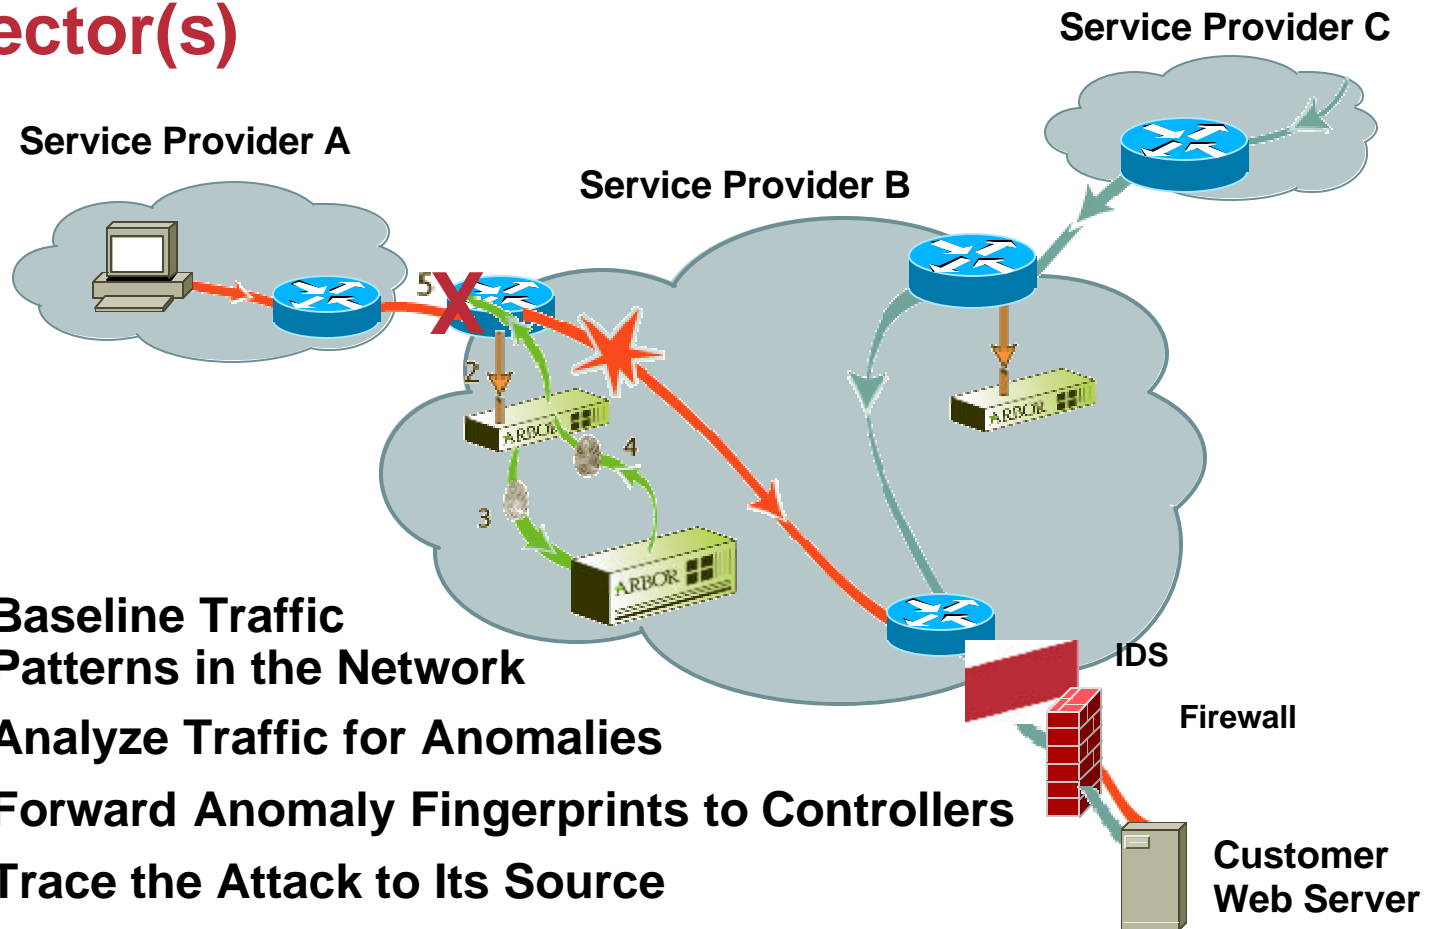 ector(s)
Service Provider C
Service Provider A
Service Provider B
5
X
2
ARBOR
ARBOR
4
3
ARBOR
Baseline Traffic
Patterns in the Network
IDS
Firewall
Analyze Traffic for Anomalies
Forward Anomaly Fingerprints to Controllers
Trace the Attack to Its Source
Customer
Web Server